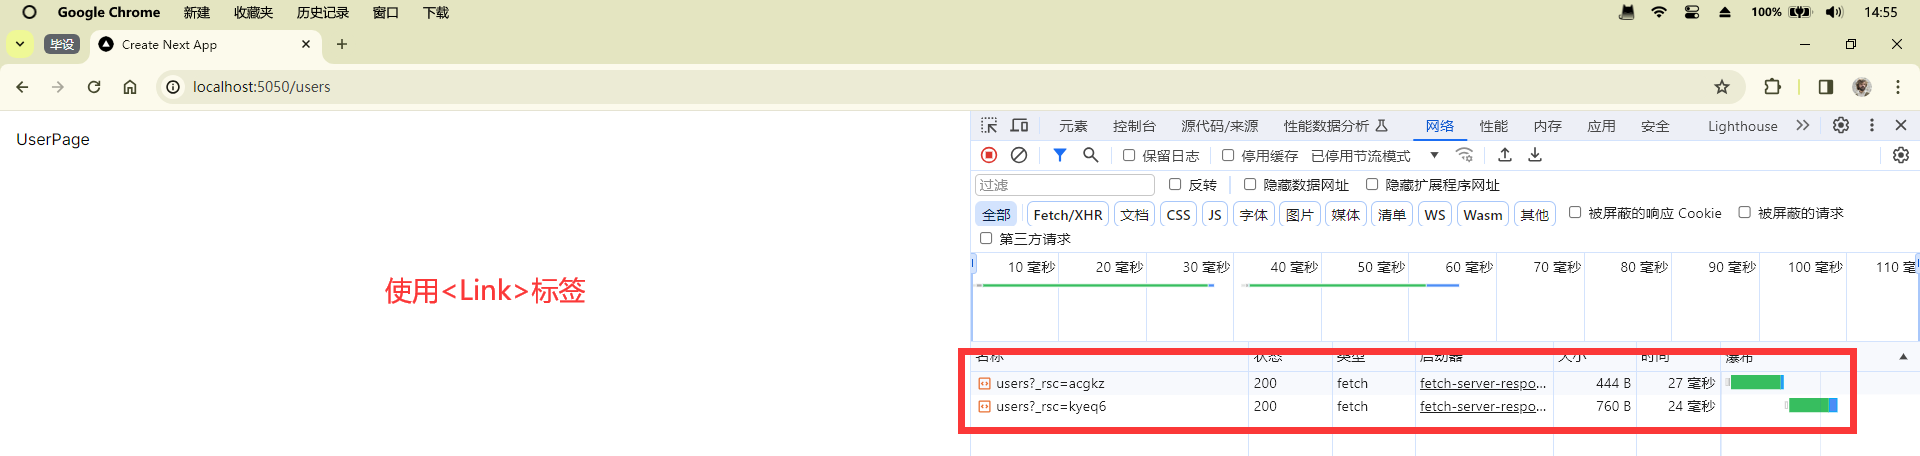 Google Chrome 新建 收藏夹 历史记录 窗口 下载 100% 14:55
毕设 Create Next App
localhost:5050/users
UserPage
元素 控制台 源代码/来源 性能数据分析 网络 性能 内存 应用 安全 Lighthouse
保留日志 停用缓存 已停用节流模式
过滤 反转 隐藏数据网址 隐藏扩展程序网址
全部 Fetch/XHR 文档 CSS JS 字体 图片 媒体 清单 WS Wasm 其他 被屏蔽的响应 Cookie 被屏蔽的请求
第三方请求
10 毫秒 20 毫秒 30 毫秒 40 毫秒 50 毫秒 60 毫秒 70 毫秒 80 毫秒 90 毫秒 100 毫秒 110 毫
使用<Link>标签
名称 状态 类型 启动器 大小 时间 瀑布
users?_rsc=acgkz 200 fetch fetch-server-respo... 444 B 27 毫秒
users?_rsc=kyeq6 200 fetch fetch-server-respo... 760 B 24 毫秒